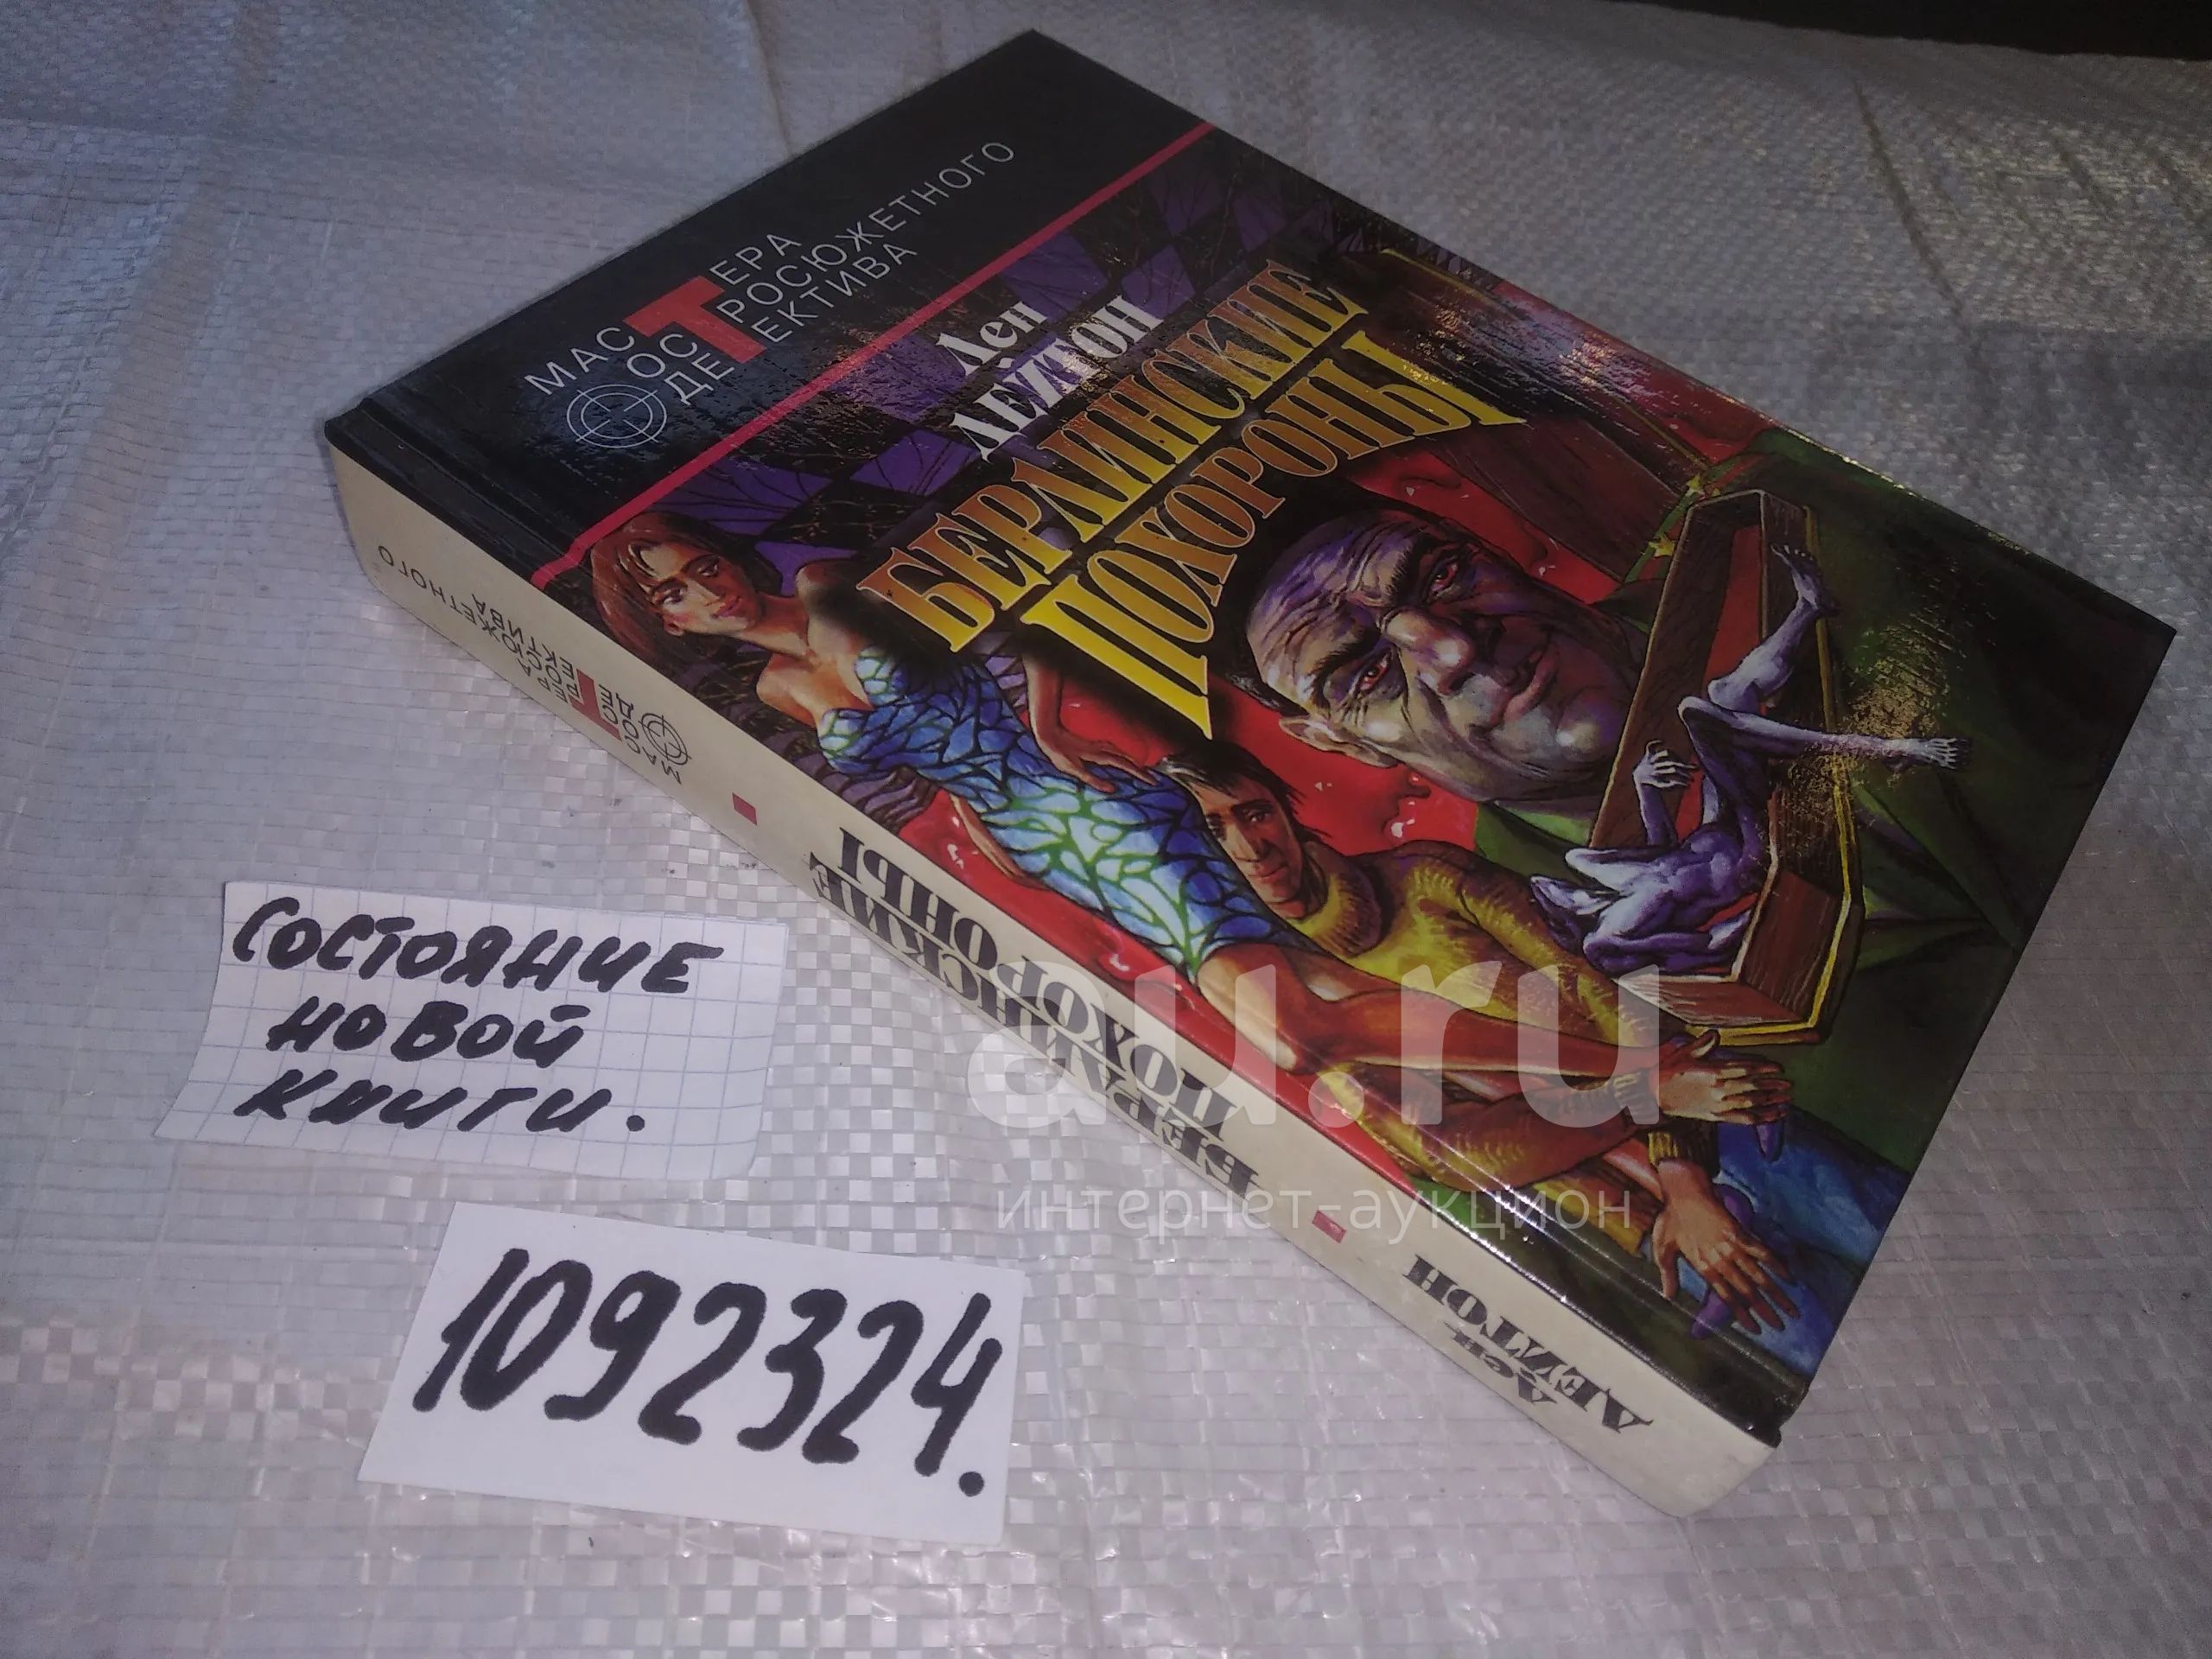 МАСТЕРА
ОСТРОСЮЖЕТНОГО
ДЕТЕКТИВА
Лен
ДЕЙТОН
БЕРЛИНСКИЕ
ПОХОРОНЫ
МАСТЕРА
ОСТРОСЮЖЕТНОГО
ДЕТЕКТИВА
БЕРЛИНСКИЕ
ПОХОРОНЫ
Лен
ДЕЙТОН
СОСТОЯНИЕ
НОВОЙ
КНИГИ.
1092324.
au.ru
интернет-аукцион